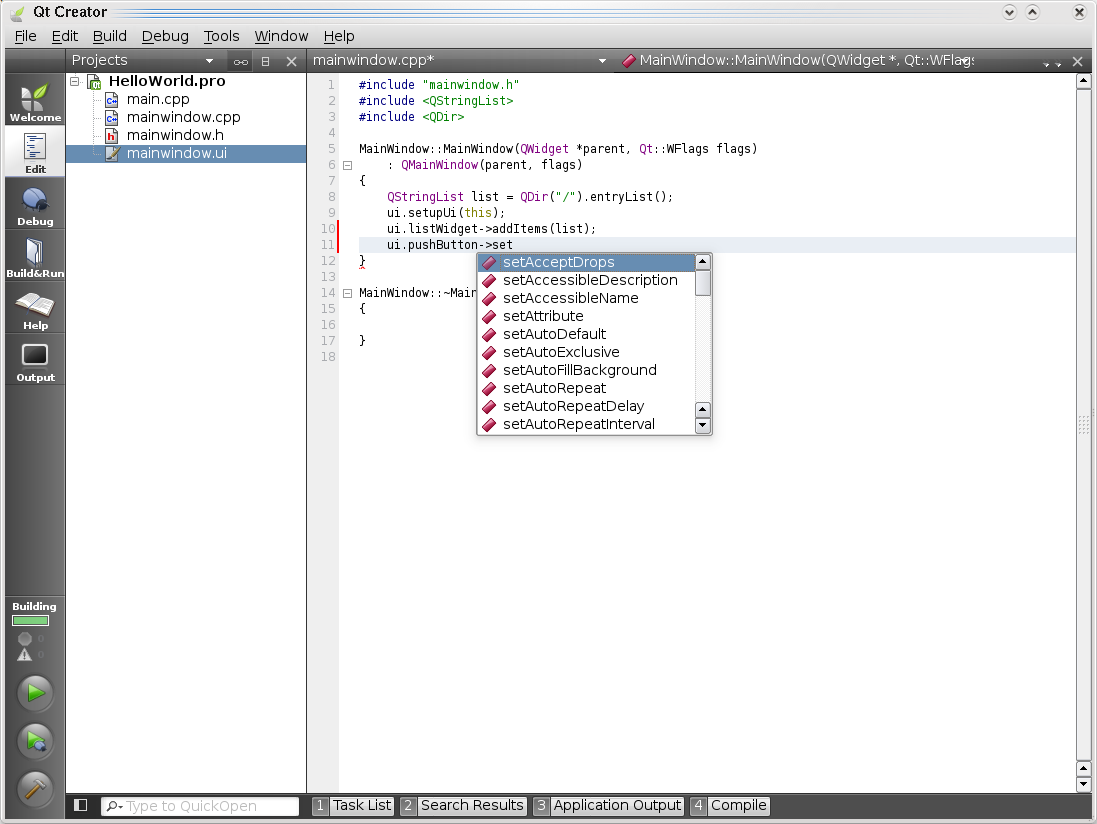 Qt Creator
File Edit Build Debug Tools Window Help
Projects
mainwindow.cpp*
MainWindow::MainWindow(QWidget *, Qt::WFlags
Welcome
Edit
Debug
Build&Run
Help
Output
HelloWorld.pro
main.cpp
mainwindow.cpp
mainwindow.h
mainwindow.ui
1 #include "mainwindow.h"
2 #include <QStringList>
3 #include <QDir>
4
5 MainWindow::MainWindow(QWidget *parent, Qt::WFlags flags)
6     : QMainWindow(parent, flags)
7 {
8     QStringList list = QDir("/").entryList();
9     ui.setupUi(this);
10     ui.listWidget->addItems(list);
11     ui.pushButton->set
12 }
13
14 MainWindow::~Main
15 {
16
17 }
18
setAcceptDrops
setAccessibleDescription
setAccessibleName
setAttribute
setAutoDefault
setAutoExclusive
setAutoFillBackground
setAutoRepeat
setAutoRepeatDelay
setAutoRepeatInterval
Building
0
0
Type to QuickOpen
1 Task List 2 Search Results 3 Application Output 4 Compile